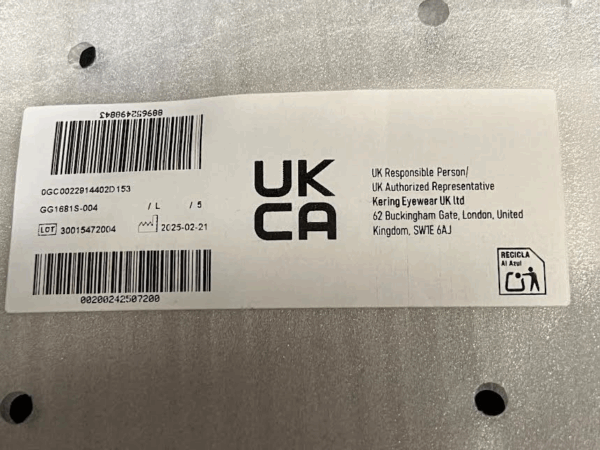 889652498843
0GC0022914402D153
GG1681S-004 / L / 5
LOT 30015472004 2025-02-21
00200242507200
UK
CA
UK Responsible Person/
UK Authorized Representative
Kering Eyewear UK ltd
62 Buckingham Gate, London, United
Kingdom, SW1E 6AJ
RECICLA
Al Azul